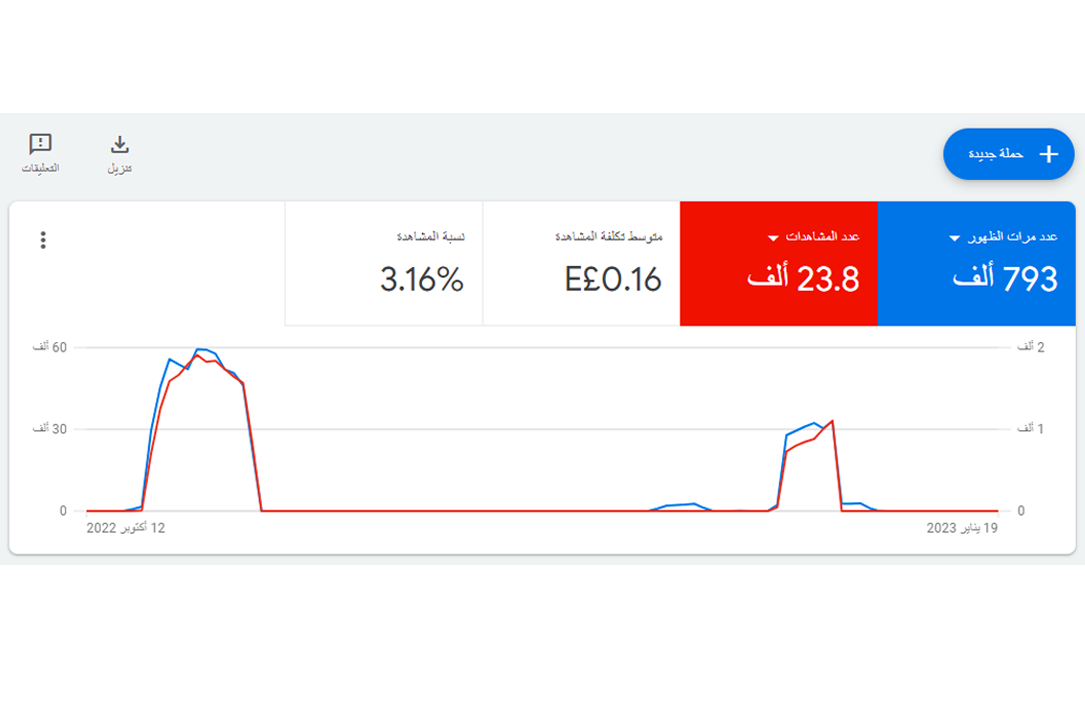 حملة جديدة
تنزيل
التعليقات
عدد مرات الظهور
793 ألف
عدد المشاهدات
23.8 ألف
متوسط تكلفة المشاهدة
E£0.16
نسبة المشاهدة
3.16%
2 ألف
60 ألف
1 ألف
30 ألف
0
0
12 أكتوبر 2022
19 يناير 2023